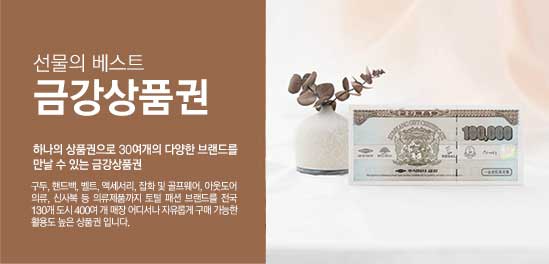 선물의 베스트
금강상품권
하나의 상품권으로 30여개의 다양한 브랜드를
만날 수 있는 금강상품권
구두, 핸드백, 벨트, 액세서리, 잡화 및 골프웨어, 아웃도어
의류, 신사복 등 의류제품까지 토털 패션 브랜드를 전국
130개 도시 400여 개 매장 어디서나 자유롭게 구매 가능한
활용도 높은 상품권 입니다.
100,000